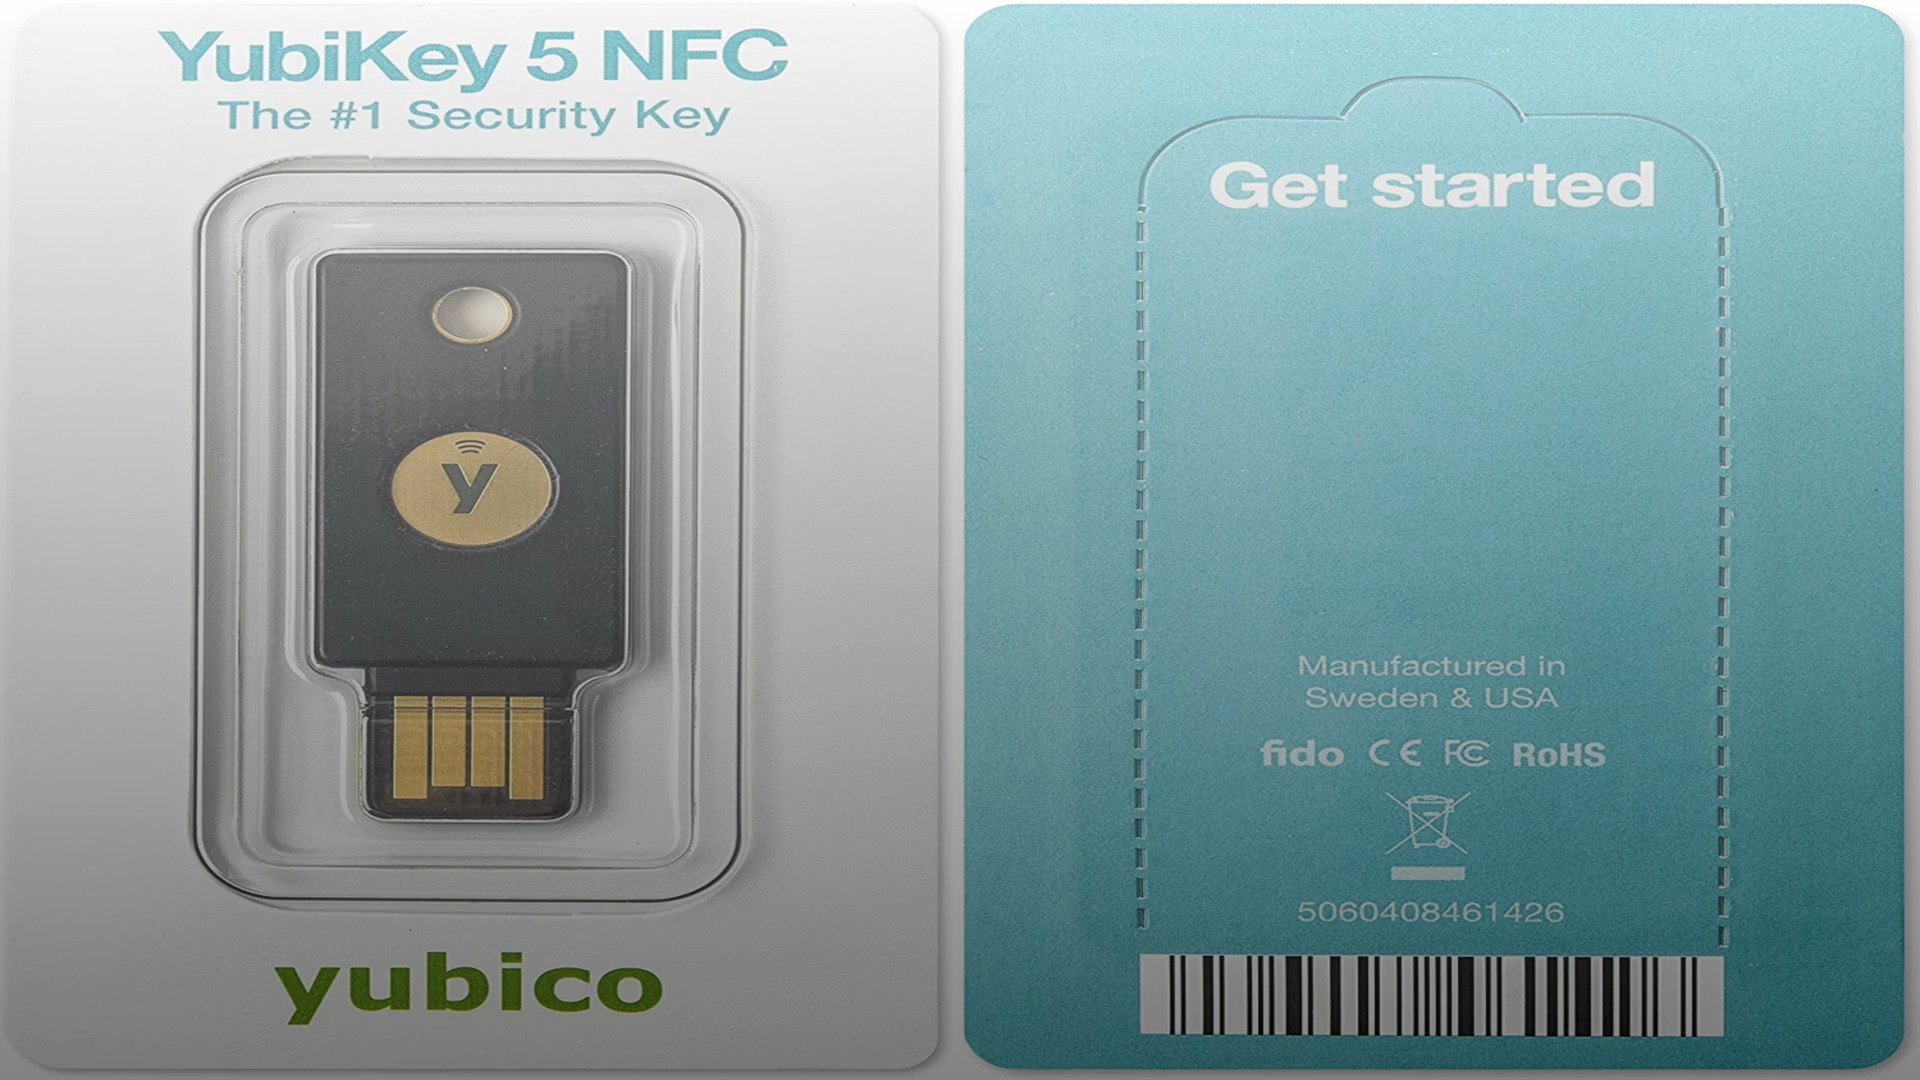 YubiKey 5 NFC
The #1 Security Key
y
yubico
Get started
Manufactured in
Sweden & USA
fido CE FC RoHS
5060408461426